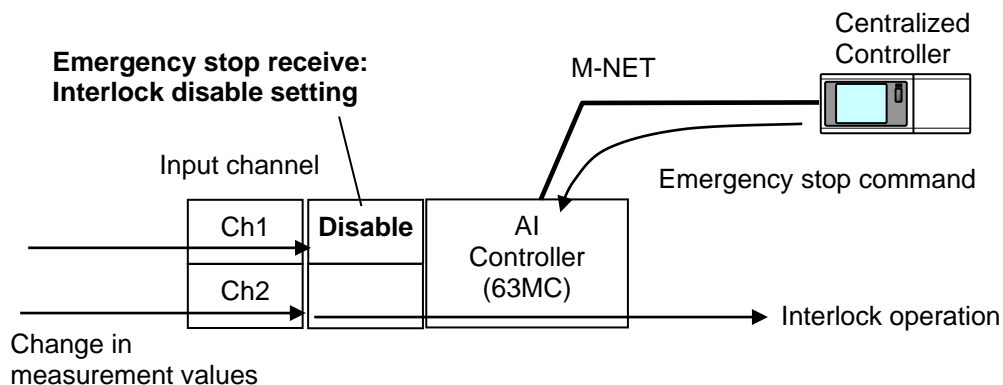 Centralized
Controller
Emergency stop receive:
Interlock disable setting
M-NET
Input channel
Emergency stop command
Ch1
Disable
AI
Controller
(63MC)
Ch2
Interlock operation
Change in
measurement values